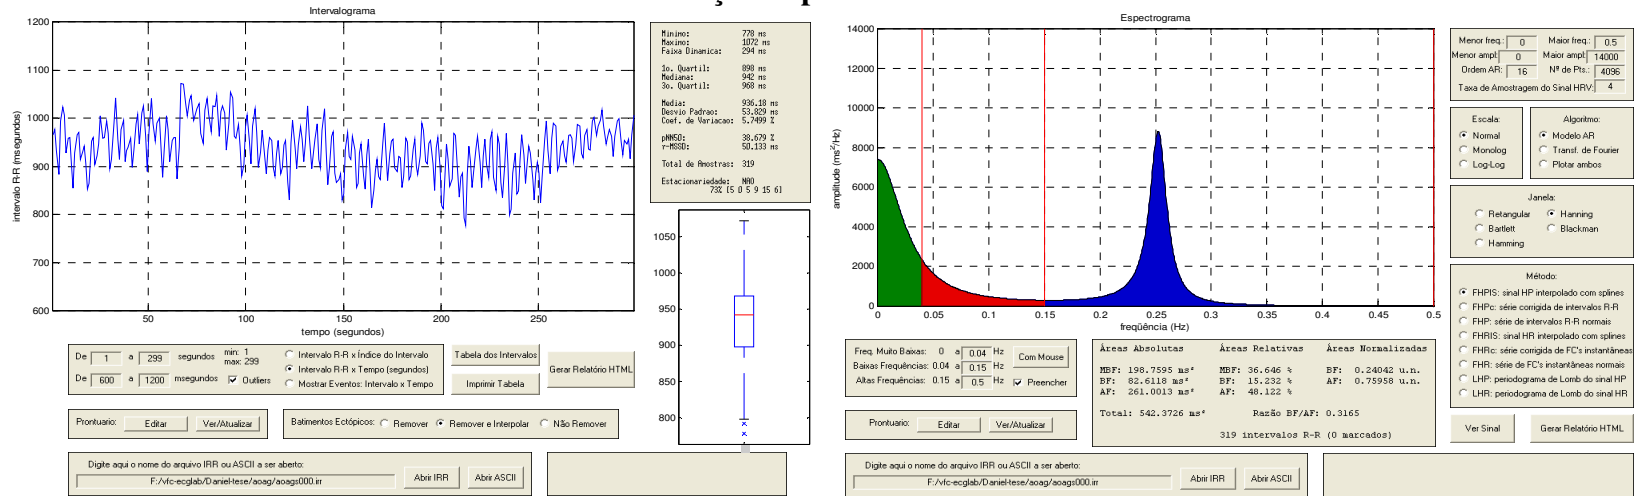 Intervalograma
1200
1100
1000
900
800
700
600
50
100
150
200
250
intervalo R-R (msegundos)
tempo (segundos)
Minimo: 778 ms
Maximo: 1072 ms
Faixa Dinamica: 294 ms
1o. Quartil: 898 ms
Mediana: 942 ms
3o. Quartil: 968 ms
Media: 936.18 ms
Desvio Padrao: 53.829 ms
Coef. de Variacao: 5.7499 %
pNN50: 38.679 %
r-MSSD: 50.133 ms
Total de Amostras: 319
Estacionariedade: NAO
73% [5 0 5 9 15 6]
1050
1000
950
900
850
800
De 1 a 299 segundos min: 1 max: 299
De 600 a 1200 msegundos Outliers
Intervalo R-R x Índice do Intervalo
Intervalo R-R x Tempo (segundos)
Mostrar Eventos: Intervalo x Tempo
Tabela dos Intervalos
Imprimir Tabela
Gerar Relatório HTML
Prontuario: Editar Ver/Atualizar
Batimentos Ectópicos: Remover Remover e Interpolar Não Remover
Digite aqui o nome do arquivo IRR ou ASCII a ser aberto:
F:/vfc-ecglab/Daniel-tese/aoag/aoags000.irr
Abrir IRR Abrir ASCII
Espectrograma
14000
12000
10000
8000
6000
4000
2000
0
0 0.05 0.1 0.15 0.2 0.25 0.3 0.35 0.4 0.45 0.5
amplitude (ms²/Hz)
freqüência (Hz)
Menor freq.: 0 Maior freq.: 0.5
Menor ampl: 0 Maior ampl: 14000
Ordem AR: 16 Nº de Pts.: 4096
Taxa de Amostragem do Sinal HRV: 4
Escala:
Normal
Monolog
Log-Log
Algoritmo:
Modelo AR
Transf. de Fourier
Plotar ambos
Janela:
Retangular Hanning
Bartlett Blackman
Hamming
Método:
FHPIS: sinal HP interpolado com splines
FHPc: série corrigida de intervalos R-R
FHP: série de intervalos R-R normais
FHRIS: sinal HR interpolado com splines
FHRc: série corrigida de FC's instantâneas
FHR: série de FC's instantâneas normais
LHP: periodograma de Lomb do sinal HP
LHR: periodograma de Lomb do sinal HR
Freq. Muito Baixas: 0 a 0.04 Hz
Baixas Frequências: 0.04 a 0.15 Hz
Altas Frequências: 0.15 a 0.5 Hz
Com Mouse
Preencher
Áreas Absolutas Áreas Relativas Áreas Normalizadas
MBF: 198.7595 ms² MBF: 36.646 % BF: 0.24042 u.n.
BF: 82.6118 ms² BF: 15.232 % AF: 0.75958 u.n.
AF: 261.0013 ms² AF: 48.122 %
Total: 542.3726 ms² Razão BF/AF: 0.3165
319 intervalos R-R (0 marcados)
Ver Sinal Gerar Relatório HTML
Prontuario: Editar Ver/Atualizar
Digite aqui o nome do arquivo IRR ou ASCII a ser aberto:
F:/vfc-ecglab/Daniel-tese/aoag/aoags000.irr
Abrir IRR Abrir ASCII